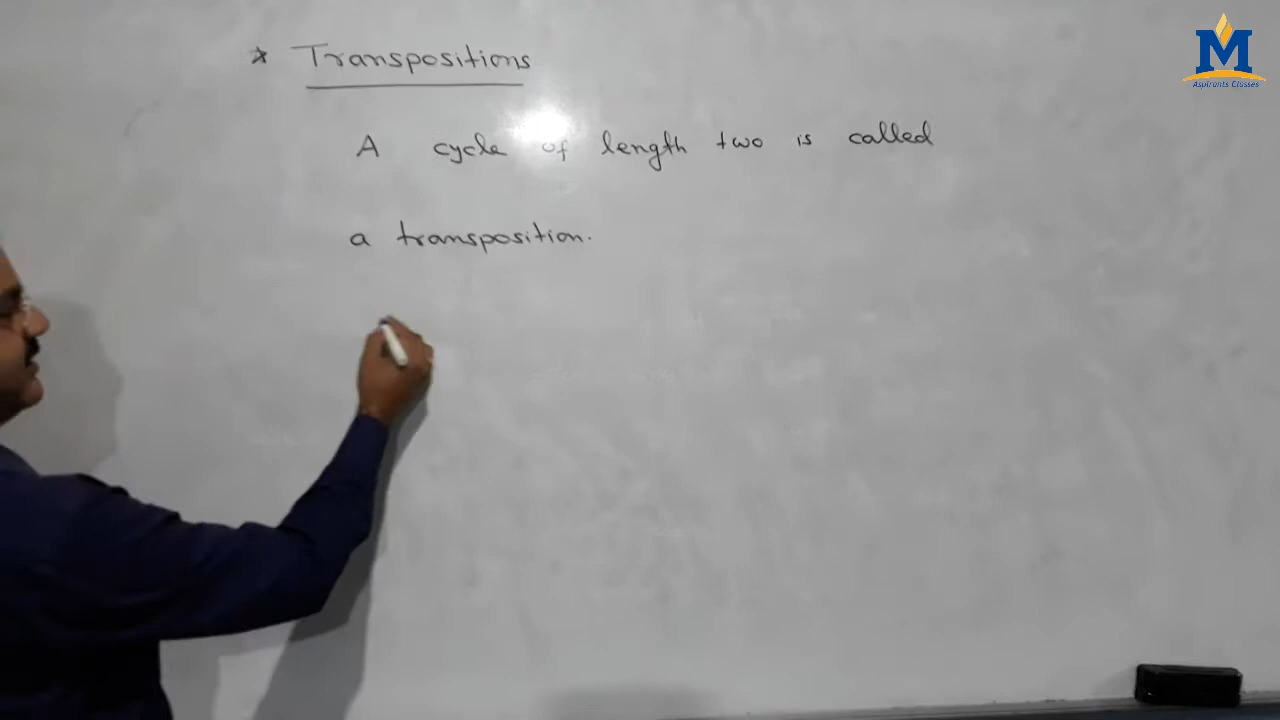 * Transpositions
A cycle of length two is called
a transposition.
M
Aspirants Classes